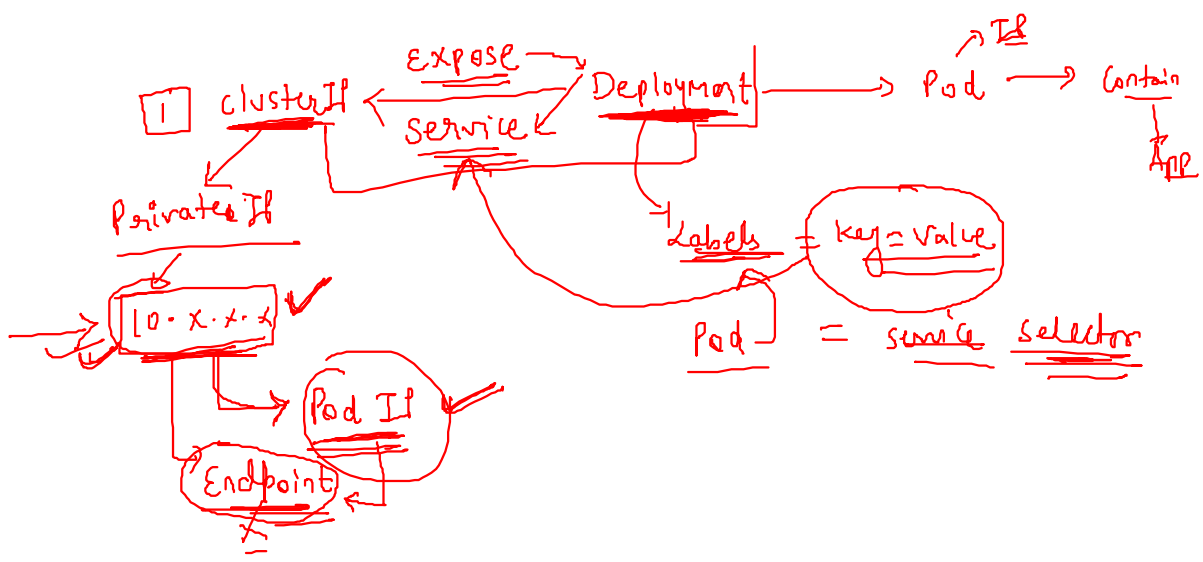 Expose
Deployment
Pod
IP
Contain
App
1
clusterIP
service
Private IP
Labels = key = value
10.x.x.x
Pod = service selector
Pod IP
Endpoint